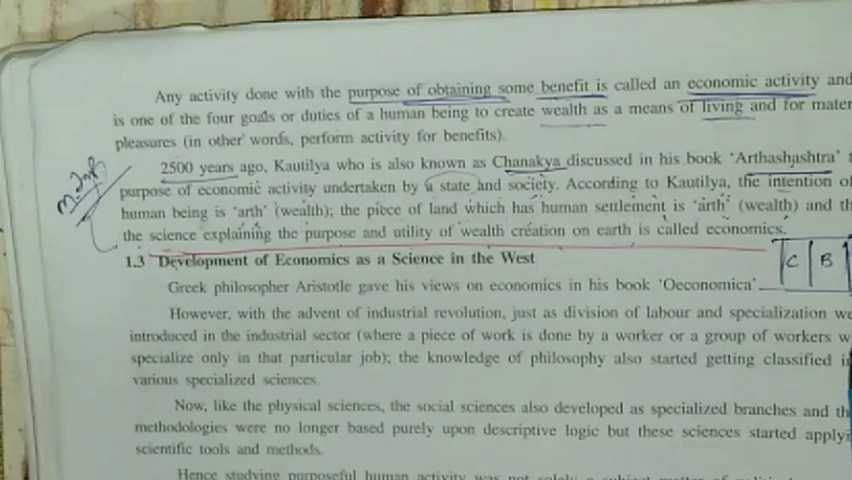 Any activity done with the purpose of obtaining some benefit is called an economic activity and
is one of the four goals or duties of a human being to create wealth as a means of living and for mater
pleasures (in other words, perform activity for benefits).
2500 years ago, Kautilya who is also known as Chanakya discussed in his book 'Arthashashtra' t
purpose of economic activity undertaken by a state and society. According to Kautilya, the intention of
human being is 'arth' (wealth); the piece of land which has human settlement is 'arth' (wealth) and th
the science explaining the purpose and utility of wealth creation on earth is called economics.
C B
1.3 Development of Economics as a Science in the West
Greek philosopher Aristotle gave his views on economics in his book 'Oeconomica'
However, with the advent of industrial revolution, just as division of labour and specialization we
introduced in the industrial sector (where a piece of work is done by a worker or a group of workers w
specialize only in that particular job); the knowledge of philosophy also started getting classified i
various specialized sciences.
Now, like the physical sciences, the social sciences also developed as specialized branches and th
methodologies were no longer based purely upon descriptive logic but these sciences started applyi
scientific tools and methods.
Hence studying purposeful human activity was not solely a subject matter of